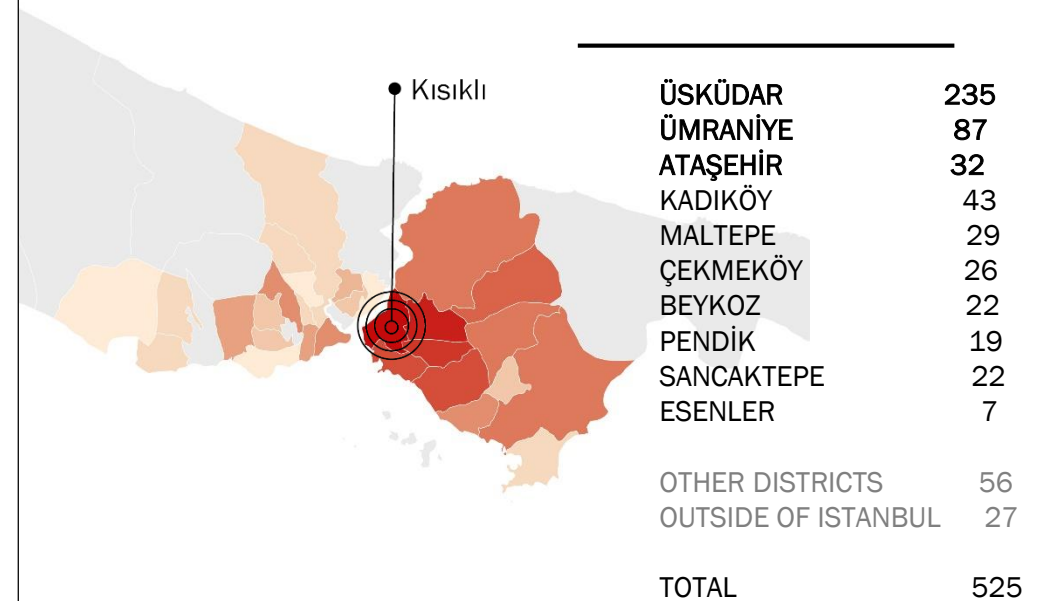 Kısıklı
ÜSKÜDAR 235
ÜMRANİYE 87
ATAŞEHİR 32
KADIKÖY 43
MALTEPE 29
ÇEKMEKÖY 26
BEYKOZ 22
PENDİK 19
SANCAKTEPE 22
ESENLER 7
OTHER DISTRICTS 56
OUTSIDE OF ISTANBUL 27
TOTAL 525